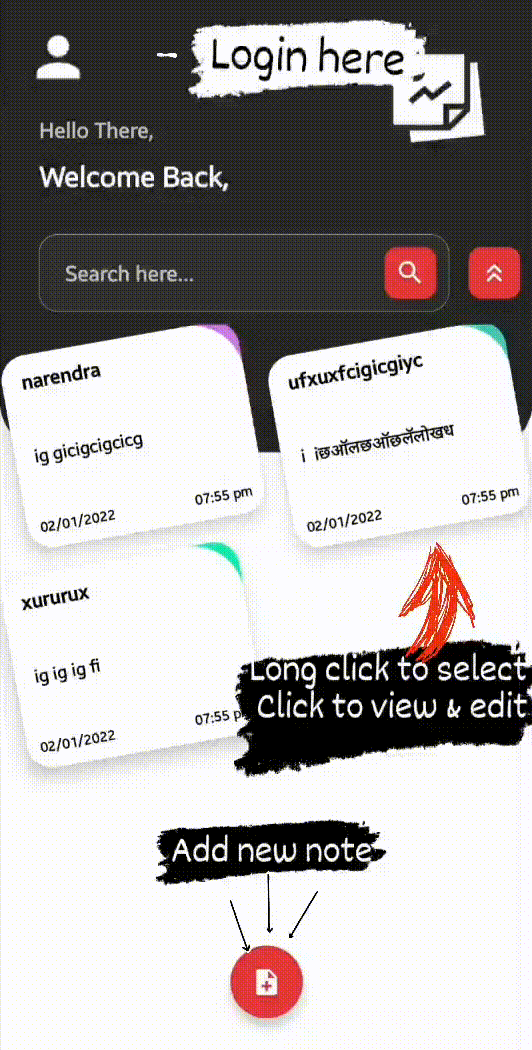 Login here
Hello There,
Welcome Back,
Search here...
narendra
ig gicigcigcicg
02/01/2022
07:55 pm
ufxuxfcigicgiyc
i iछऑलछऑछलॅलोखध
02/01/2022
07:55 pm
xururux
ig ig ig fi
02/01/2022
07:55 p
Long click to select
Click to view & edit
Add new note